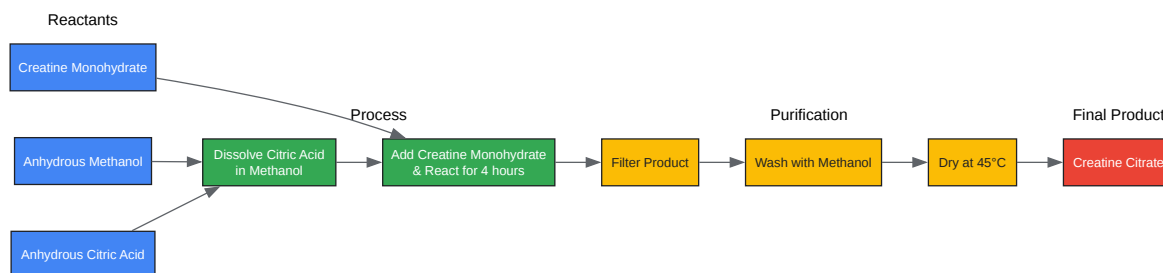 Reactants
Creatine Monohydrate
Process
Purification
Final Product
Anhydrous Methanol
Dissolve Citric Acid
in Methanol
Add Creatine Monohydrate
& React for 4 hours
Filter Product
Wash with Methanol
Dry at 45°C
Creatine Citrate
Anhydrous Citric Acid